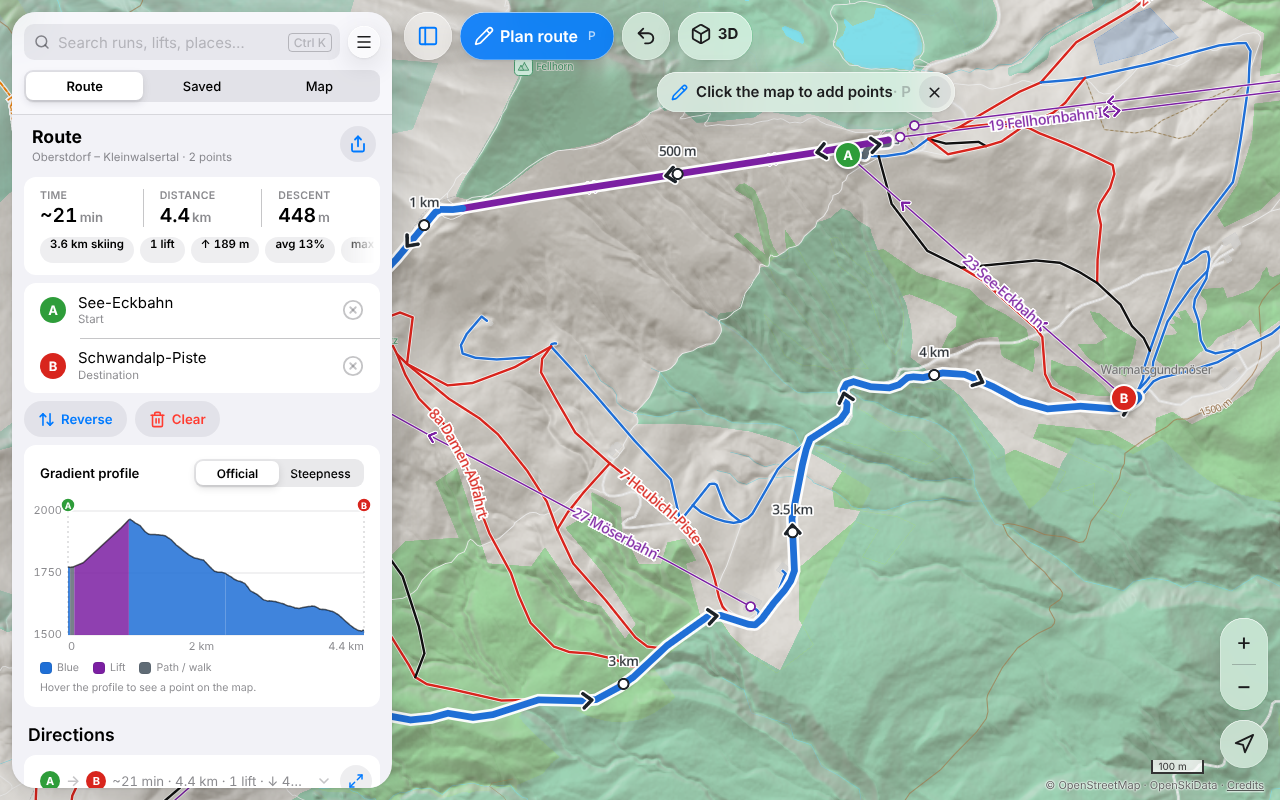 Search runs, lifts, places...
Ctrl K
Plan route P
3D
Route
Saved
Map
Click the map to add points · P
Route
Oberstdorf – Kleinwalsertal · 2 points
TIME
~21 min
DISTANCE
4.4 km
DESCENT
448 m
3.6 km skiing
1 lift
↑ 189 m
avg 13%
max
A
See-Eckbahn
Start
B
Schwandalp-Piste
Destination
Reverse
Clear
Gradient profile
Official
Steepness
A
B
2000
1750
1500
0
2 km
4.4 km
Blue
Lift
Path / walk
Hover the profile to see a point on the map.
Directions
A → B ~21 min · 4.4 km · 1 lift · ↓ 4...
Fellhorn
500 m
1 km
A
19 Fellhornbahn I
23 See-Eckbahn
4 km
Warmatsgundmöser
B
1500 m
8a Damen-Abfahrt
7 Heubichl-Piste
27 Möserbahn
3.5 km
3 km
+
−
100 m
© OpenStreetMap · OpenSkiData · Credits